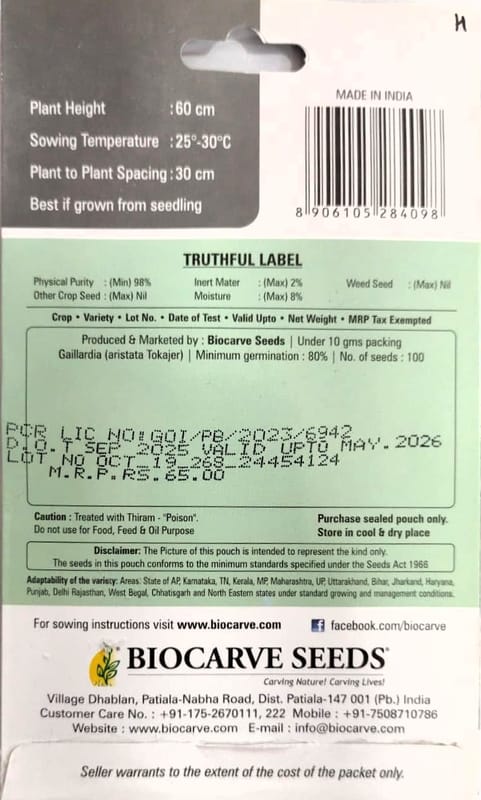 H
MADE IN INDIA
Plant Height : 60 cm
Sowing Temperature : 25°-30°C
Plant to Plant Spacing : 30 cm
Best if grown from seedling
8 906105 284098
TRUTHFUL LABEL
Physical Purity : (Min) 98% Inert Mater : (Max) 2% Weed Seed : (Max) Nil
Other Crop Seed : (Max) Nil Moisture : (Max) 8%
Crop • Variety • Lot No. • Date of Test • Valid Upto • Net Weight • MRP Tax Exempted
Produced & Marketed by : Biocarve Seeds | Under 10 gms packing
Gaillardia (aristata Tokajer) | Minimum germination : 80% | No. of seeds : 100
PCR LIC NO:GOI/PB/2023/6942
D.O.T SEP.2025 VALID UPTO MAY.2026
LOT NO OCT_19_268_24454124
M.R.P.RS.65.00
Caution : Treated with Thiram - "Poison".
Do not use for Food, Feed & Oil Purpose
Purchase sealed pouch only.
Store in cool & dry place
Disclaimer: The Picture of this pouch is intended to represent the kind only.
The seeds in this pouch conforms to the minimum standards specified under the Seeds Act 1966
Adaptability of the variety: Areas: State of AP, Karnataka, TN, Kerala, MP, Maharashtra, UP, Uttarakhand, Bihar, Jharkand, Haryana,
Punjab, Delhi Rajasthan, West Begal, Chhatisgarh and North Eastern states under standard growing and management conditions.
For sowing instructions visit www.biocarve.com
f facebook.com/biocarve
BIOCARVE SEEDS®
Carving Nature! Carving Lives!
Village Dhablan, Patiala-Nabha Road, Dist. Patiala-147 001 (Pb.) India
Customer Care No. : +91-175-2670111, 222 Mobile : +91-7508710786
Website : www.biocarve.com E-mail : info@biocarve.com
Seller warrants to the extent of the cost of the packet only.